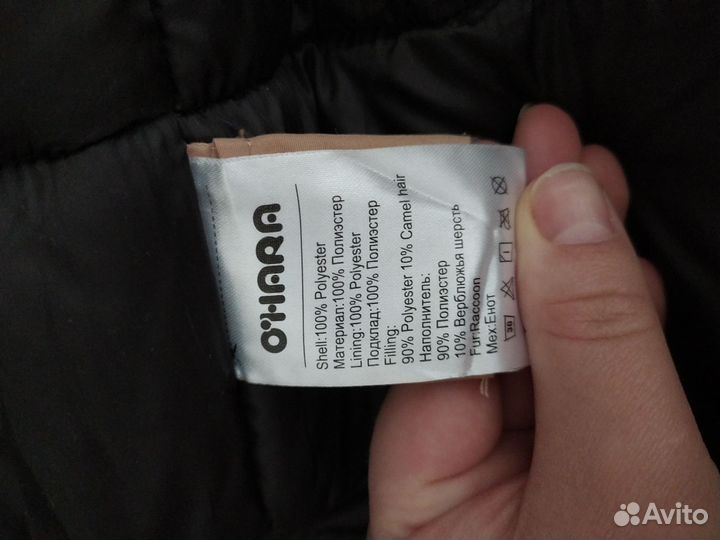 O'HARA
Shell:100% Polyester
Материал:100% Полиэстер
Lining:100% Polyester
Подклад:100% Полиэстер
Filling:
90% Polyester 10% Camel hair
Наполнитель:
90% Полиэстер
10% Верблюжья шерсть
Fur:Raccoon
Мех:Енот
30
Avito